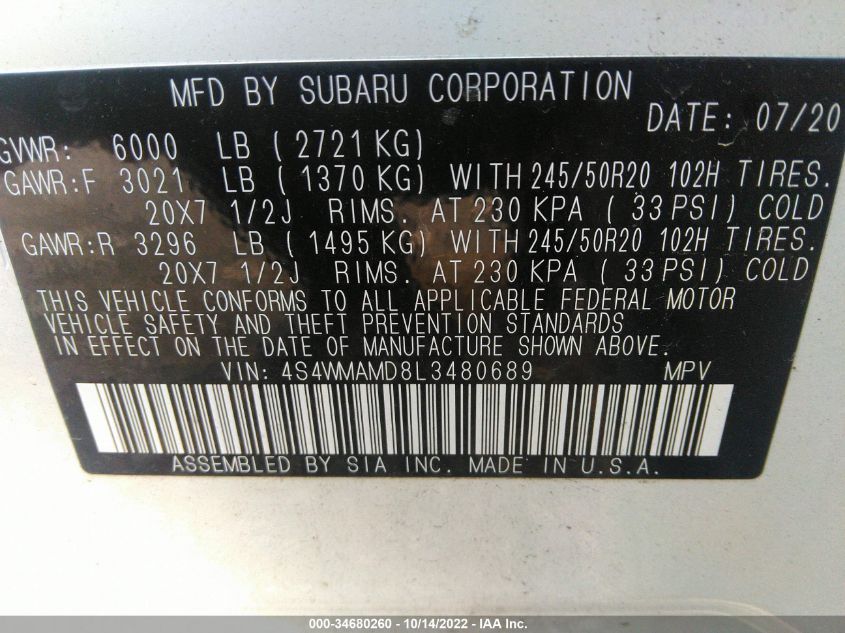 MFD BY SUBARU CORPORATION
DATE: 07/20
GVWR: 6000 LB ( 2721 KG)
GAWR:F 3021 LB ( 1370 KG) WITH 245/50R20 102H TIRES.
20X7 1/2J RIMS. AT 230 KPA ( 33 PSI) COLD
GAWR:R 3296 LB ( 1495 KG) WITH 245/50R20 102H TIRES.
20X7 1/2J RIMS. AT 230 KPA ( 33 PSI) COLD
THIS VEHICLE CONFORMS TO ALL APPLICABLE FEDERAL MOTOR
VEHICLE SAFETY AND THEFT PREVENTION STANDARDS
IN EFFECT ON THE DATE OF MANUFACTURE SHOWN ABOVE.
VIN: 4S4WMAMD8L3480689 MPV
ASSEMBLED BY SIA INC. MADE IN U.S.A.
000-34680260 - 10/14/2022 - https://www.iaai.com/